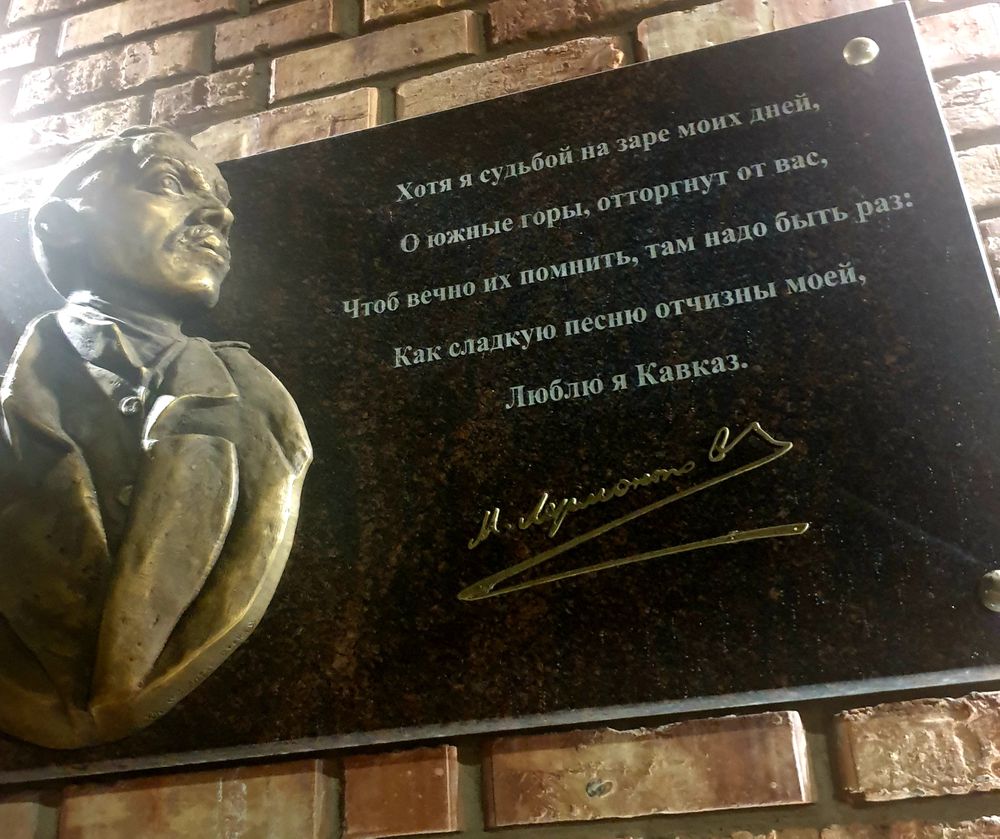 Хотя я судьбой на заре моих дней,
О южные горы, отторгнут от вас,
Чтоб вечно их помнить, там надо быть раз:
Как сладкую песню отчизны моей,
Люблю я Кавказ.
М. Лермонтов